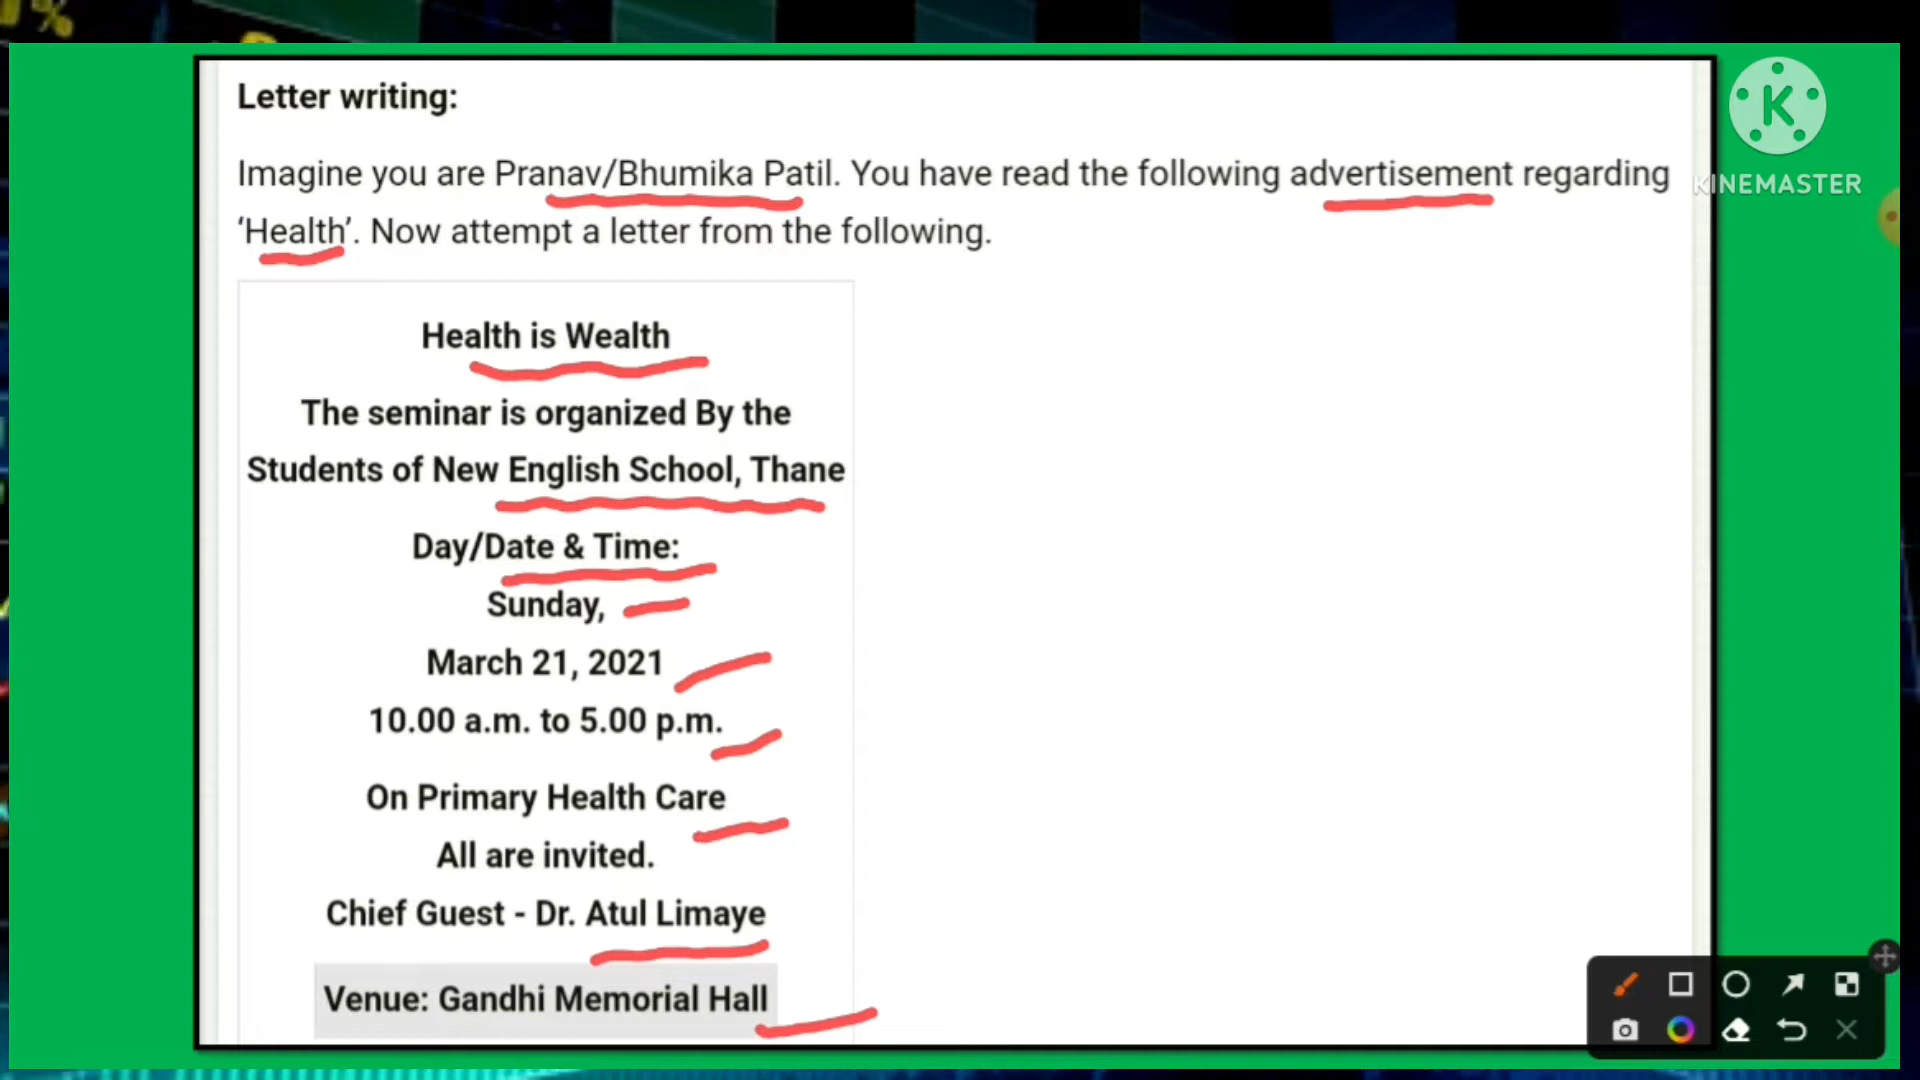 %
Letter writing:
Imagine you are Pranav/Bhumika Patil. You have read the following advertisement regarding
‘Health’. Now attempt a letter from the following.
K
KINEMASTER
Health is Wealth
The seminar is organized By the
Students of New English School, Thane
Day/Date & Time:
Sunday,
March 21, 2021
10.00 a.m. to 5.00 p.m.
On Primary Health Care
All are invited.
Chief Guest - Dr. Atul Limaye
Venue: Gandhi Memorial Hall